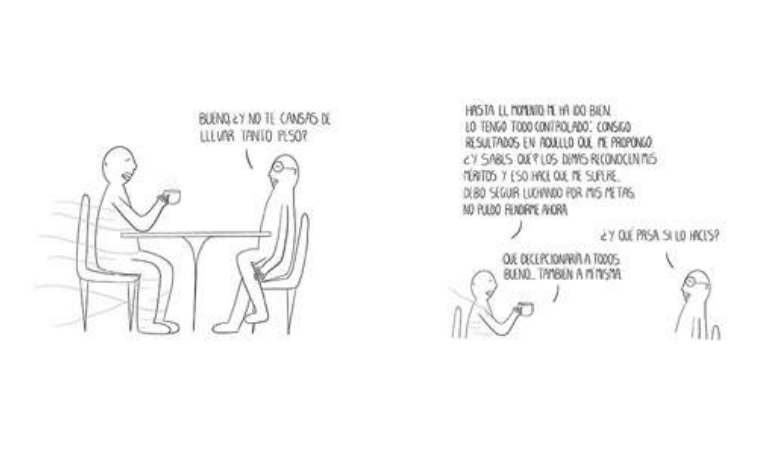 BUENO, ¿Y NO TE CANSAS DE
LLEVAR TANTO PESO?
HASTA EL MOMENTO ME HA IDO BIEN.
LO TENGO TODO CONTROLADO: CONSIGO
RESULTADOS EN AQUELLO QUE ME PROPONGO.
¿Y SABES QUÉ? LOS DEMÁS RECONOCEN MIS
MÉRITOS Y ESO HACE QUE ME SUPERE.
DEBO SEGUIR LUCHANDO POR MIS METAS.
NO PUEDO RENDIRME AHORA.
¿Y QUÉ PASA SI LO HACES?
QUE DECEPCIONARÍA A TODOS.
BUENO... TAMBIÉN A MI MISMA.